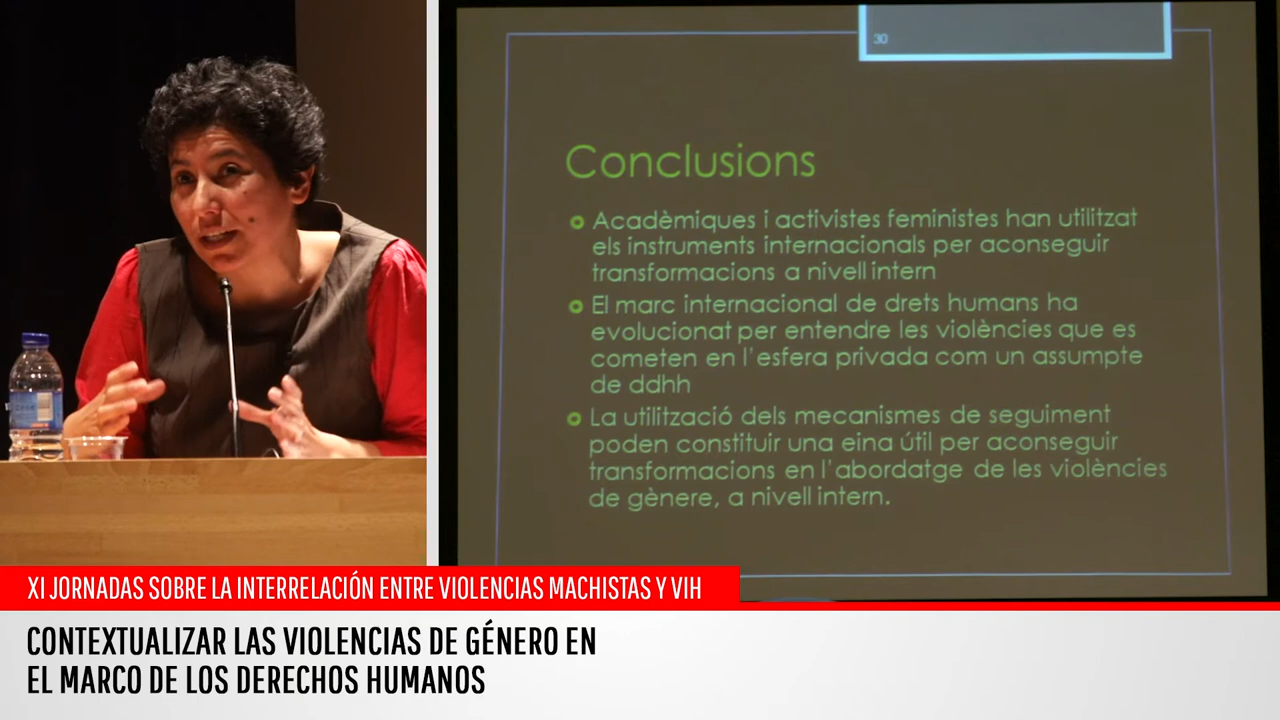 30
Conclusions
Acadèmiques i activistes feministes han utilitzat
els instruments internacionals per aconseguir
transformacions a nivell intern
El marc internacional de drets humans ha
evolucionat per entendre les violències que es
cometen en l'esfera privada com un assumpte
de ddhh
La utilització dels mecanismes de seguiment
poden constituir una eina útil per aconseguir
transformacions en l'abordatge de les violències
de gènere, a nivell intern.
XI JORNADAS SOBRE LA INTERRELACIÓN ENTRE VIOLENCIAS MACHISTAS Y VIH
CONTEXTUALIZAR LAS VIOLENCIAS DE GÉNERO EN
EL MARCO DE LOS DERECHOS HUMANOS